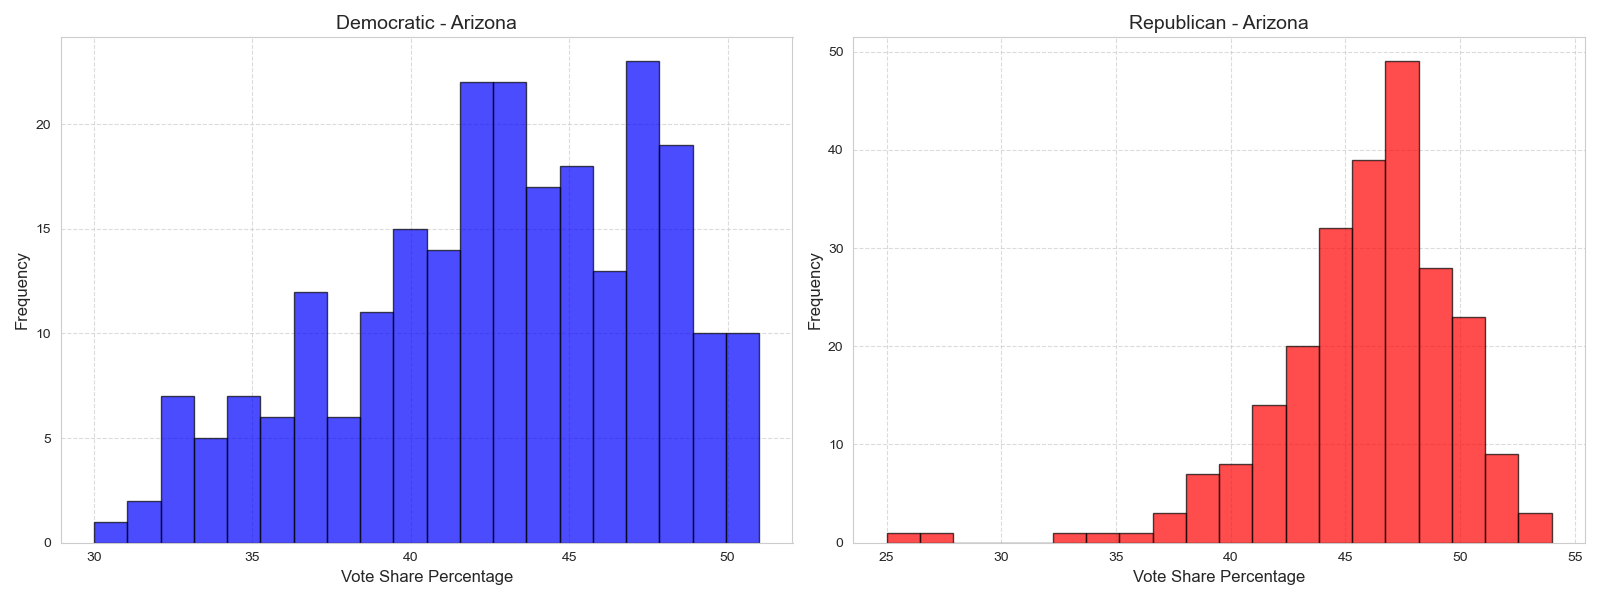 Democratic - Arizona
Frequency
20
15
10
5
0
30 35 40 45 50
Vote Share Percentage
Republican - Arizona
Frequency
50
40
30
20
10
0
25 30 35 40 45 50 55
Vote Share Percentage